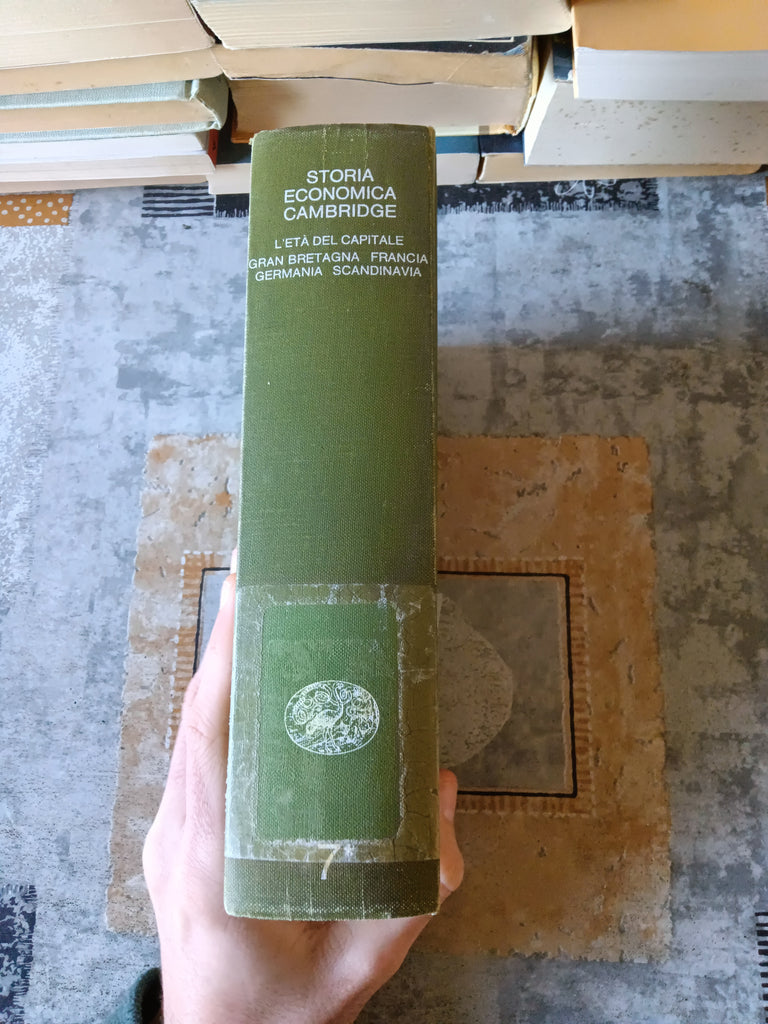 STORIA
ECONOMICA
CAMBRIDGE
L'ETÀ DEL CAPITALE
GRAN BRETAGNA FRANCIA
GERMANIA SCANDINAVIA
7*